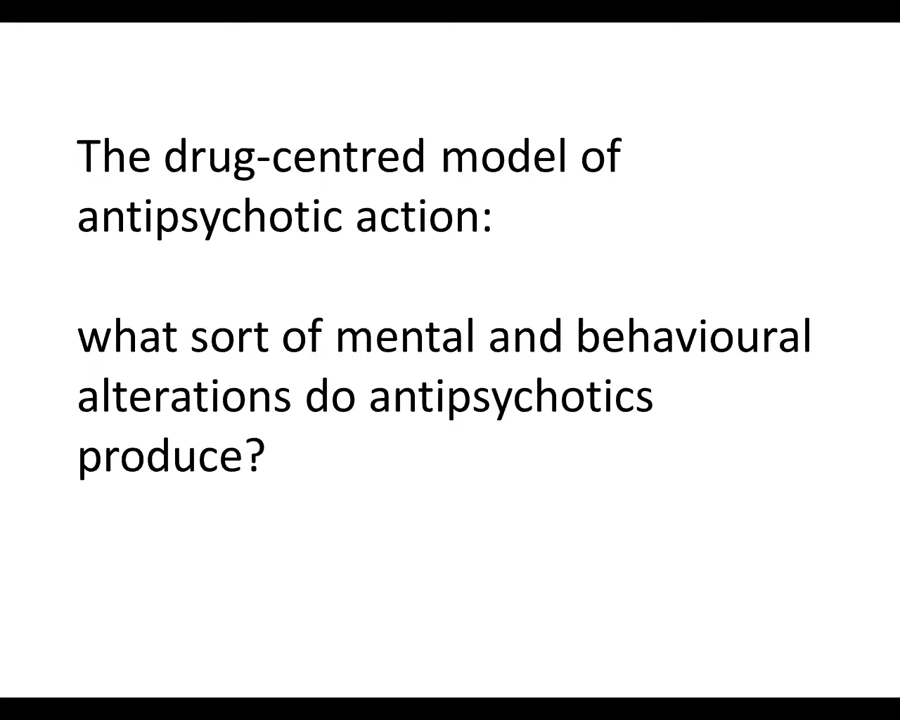 The drug-centred model of
antipsychotic action:
what sort of mental and behavioural
alterations do antipsychotics
produce?